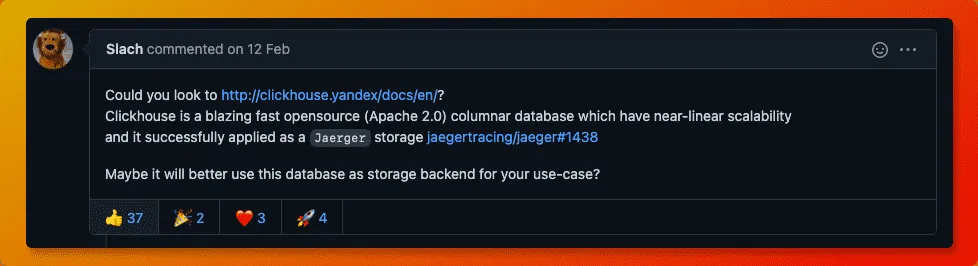 Slach commented on 12 Feb
Could you look to http://clickhouse.yandex/docs/en/?
Clickhouse is a blazing fast opensource (Apache 2.0) columnar database which have near-linear scalability
and it successfully applied as a Jaerger storage jaegertracing/jaeger#1438
Maybe it will better use this database as storage backend for your use-case?
👍 37 🎉 2 ❤️ 3 🚀 4